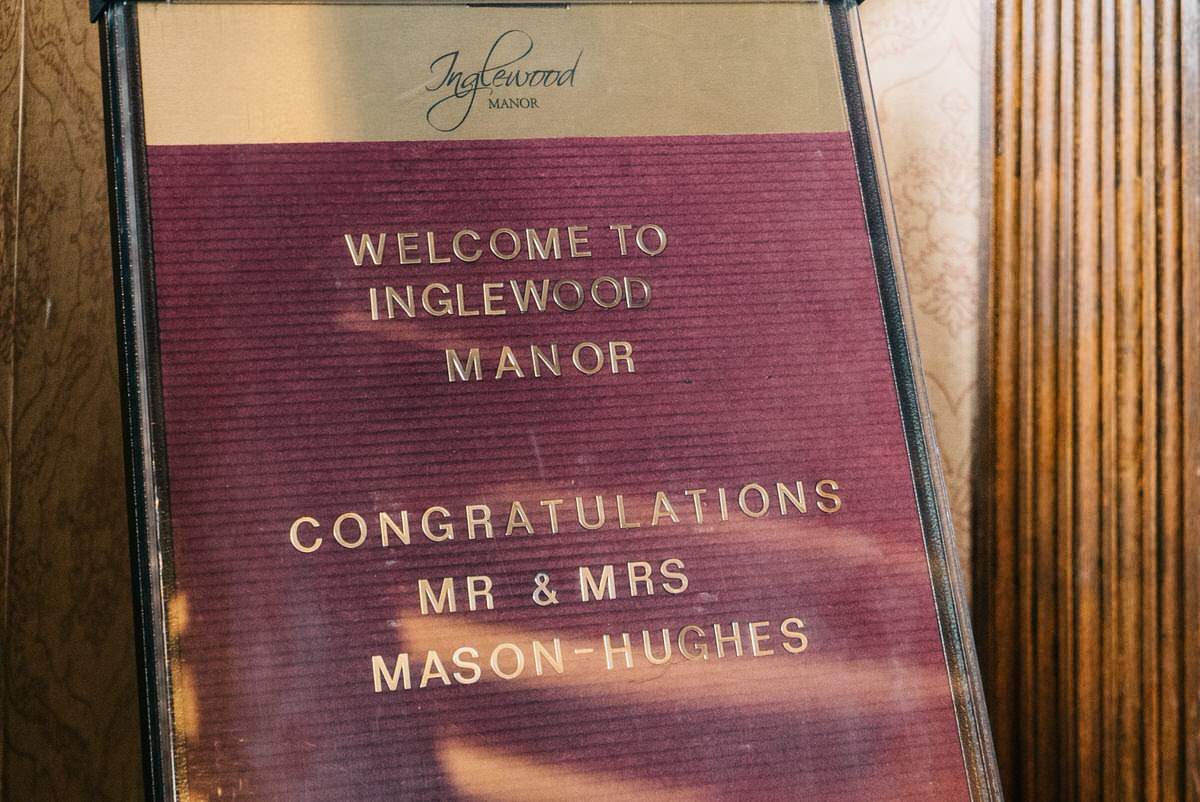 Inglewood
MANOR
WELCOME TO
INGLEWOOD
MANOR
CONGRATULATIONS
MR & MRS
MASON-HUGHES